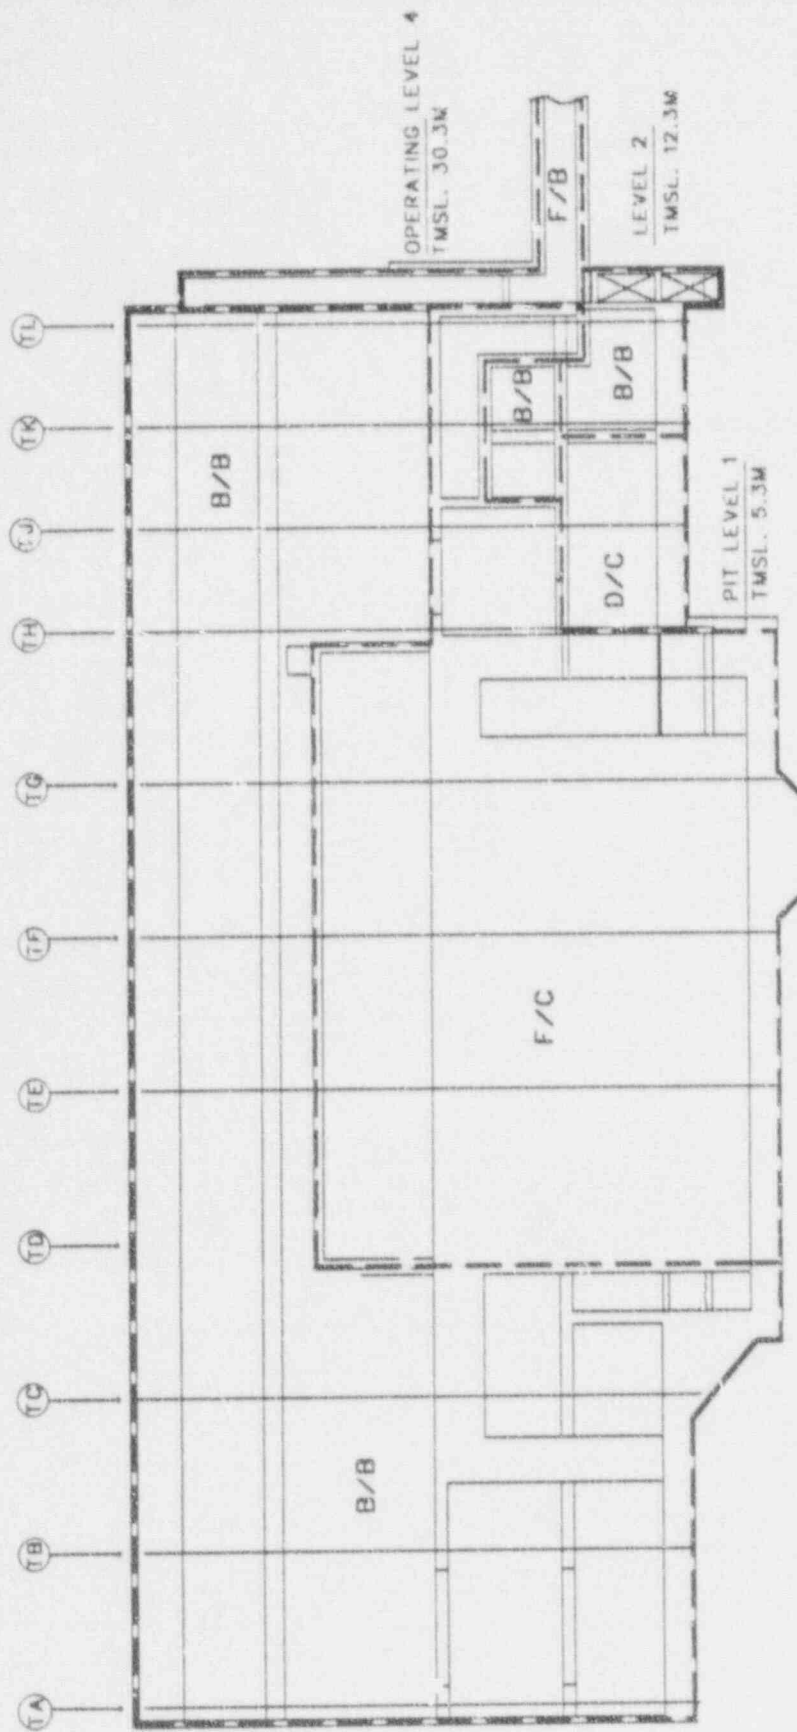 TL
TK
TJ
TH
TG
TF
TE
TD
TC
TB
TA
OPERATING LEVEL 4
TMSL. 30.3M
LEVEL 2
TMSL. 12.3M
PIT LEVEL 1
TMSL. 5.3M
F/B
B/B
B/B
B/B
D/C
F/C
B/B